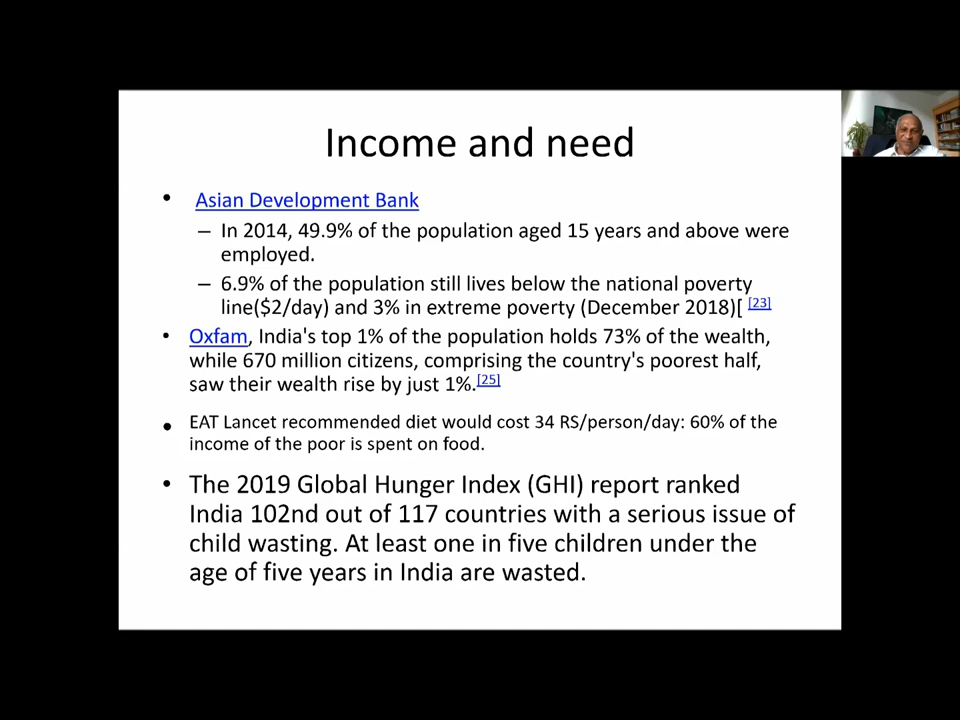 Income and need
• Asian Development Bank
– In 2014, 49.9% of the population aged 15 years and above were
employed.
– 6.9% of the population still lives below the national poverty
line($2/day) and 3% in extreme poverty (December 2018)[ [23]
• Oxfam, India's top 1% of the population holds 73% of the wealth,
while 670 million citizens, comprising the country's poorest half,
saw their wealth rise by just 1%.[25]
• EAT Lancet recommended diet would cost 34 RS/person/day: 60% of the
income of the poor is spent on food.
• The 2019 Global Hunger Index (GHI) report ranked
India 102nd out of 117 countries with a serious issue of
child wasting. At least one in five children under the
age of five years in India are wasted.